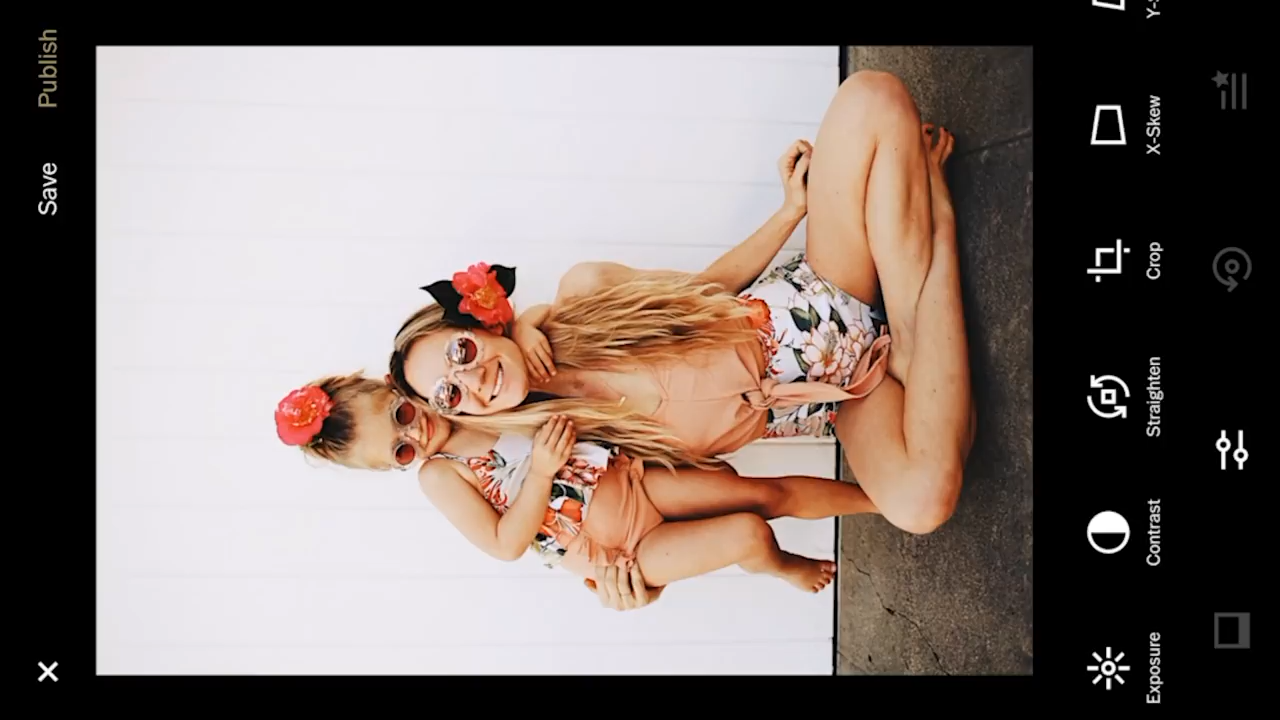 Save
Publish
Exposure
Contrast
Straighten
Crop
X-Skew
Y-S